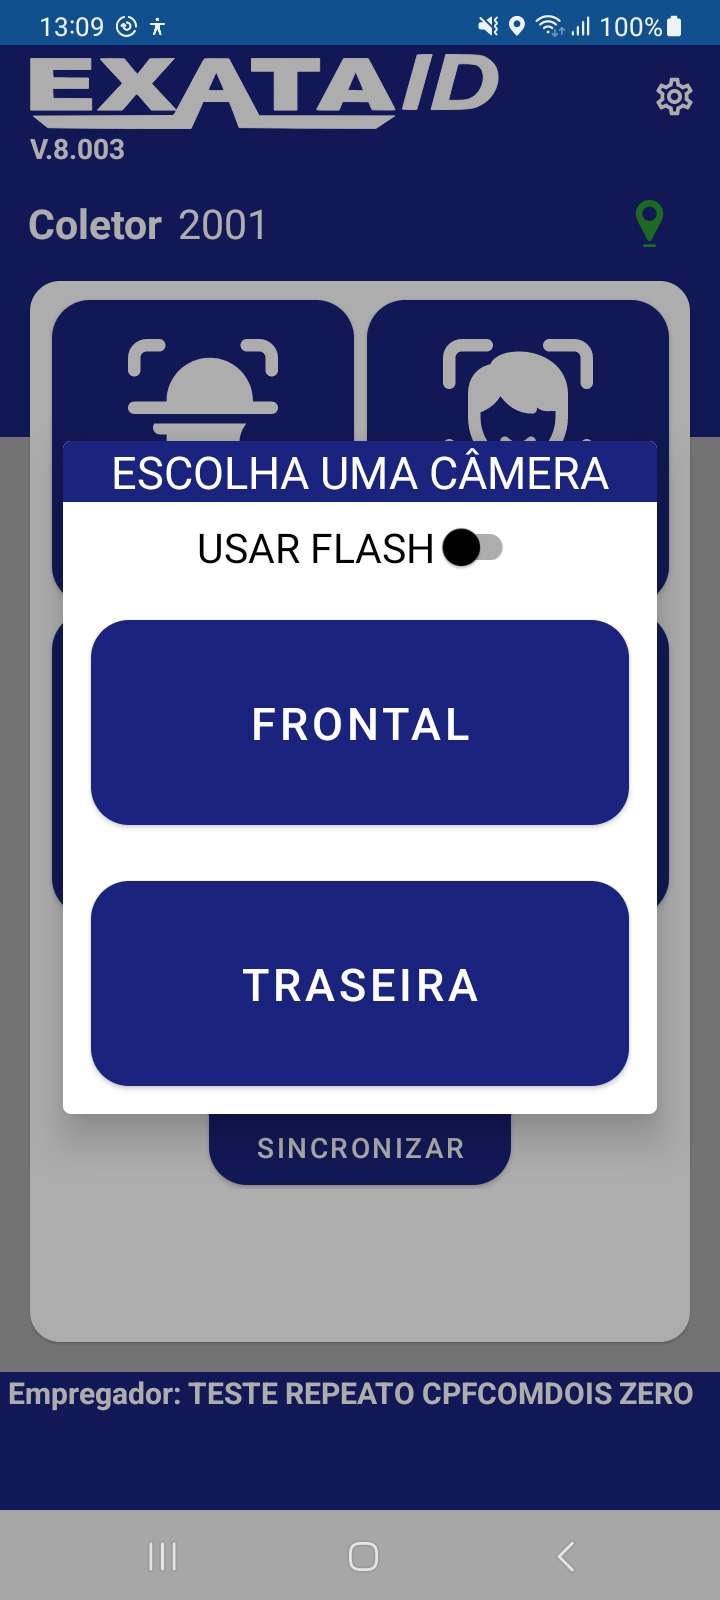 13:09
100%
EXATAID
V.8.003
Coletor 2001
ESCOLHA UMA CÂMERA
USAR FLASH
FRONTAL
TRASEIRA
SINCRONIZAR
Empregador: TESTE REPEATO CPFCOMDOIS ZERO